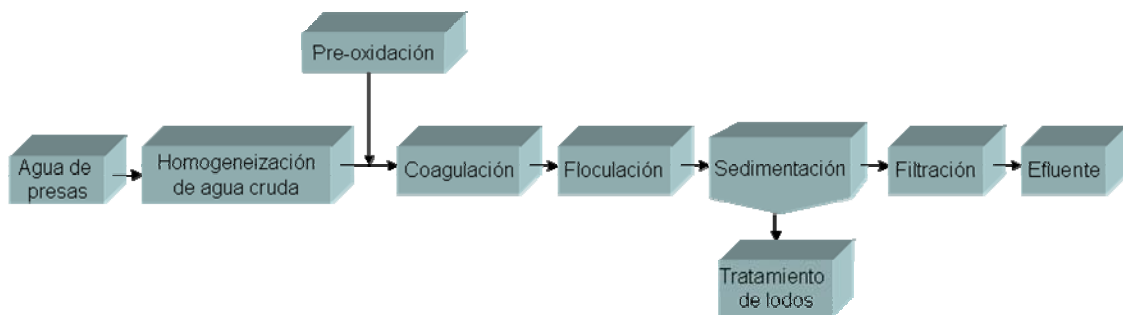 Pre-oxidación
Agua de
presas
Homogeneización
de agua cruda
Coagulación
Floculación
Sedimentación
Filtración
Efluente
Tratamiento
de lodos